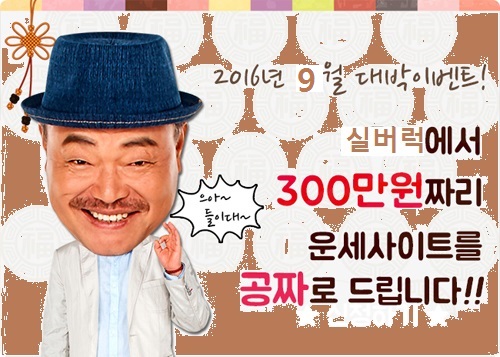 2016년 9월 대박이벤트!
실버럭에서
300만원짜리
으아~
들이대~
운세사이트를
공짜로 드립니다!!